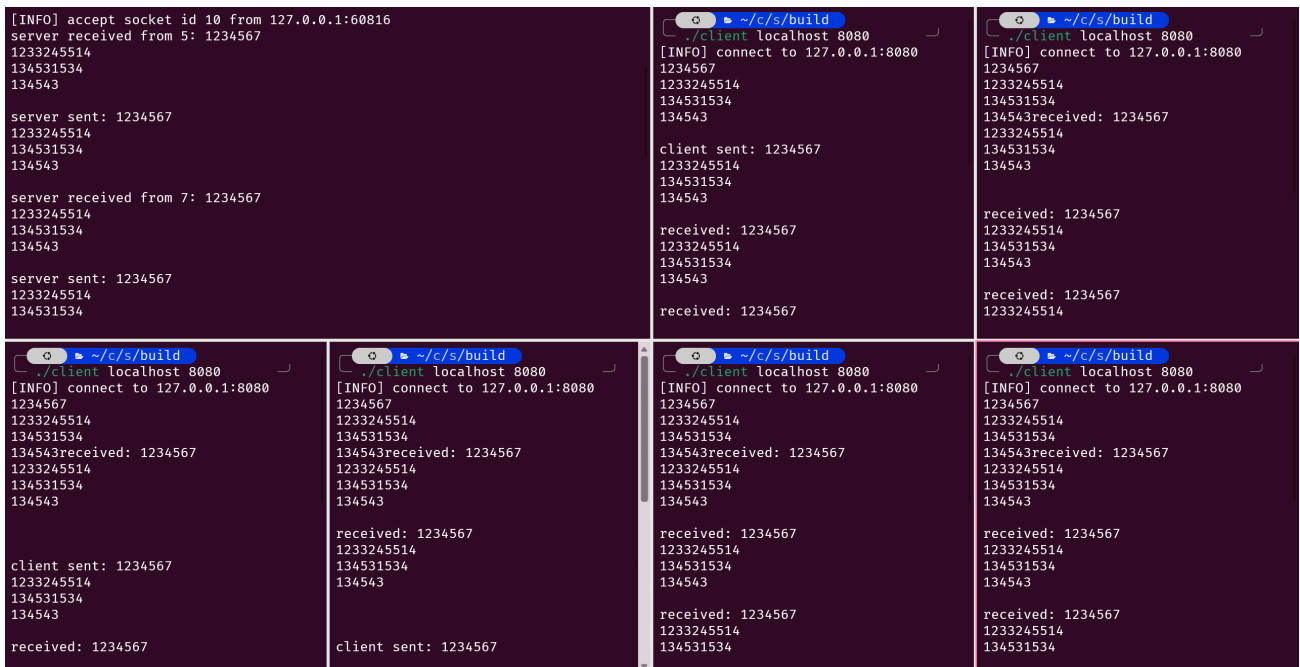 [INFO] accept socket id 10 from 127.0.0.1:60816
server received from 5: 1234567
1233245514
134531534
134543
server sent: 1234567
1233245514
134531534
134543
server received from 7: 1234567
1233245514
134531534
134543
server sent: 1234567
1233245514
134531534
~/c/s/build
./client localhost 8080
[INFO] connect to 127.0.0.1:8080
1234567
1233245514
134531534
134543
client sent: 1234567
1233245514
134531534
134543
received: 1234567
1233245514
134531534
134543
received: 1234567
~/c/s/build
./client localhost 8080
[INFO] connect to 127.0.0.1:8080
1234567
1233245514
134531534
134543received: 1234567
1233245514
134531534
134543
received: 1234567
1233245514
134531534
134543
received: 1234567
1233245514
~/c/s/build
./client localhost 8080
[INFO] connect to 127.0.0.1:8080
1234567
1233245514
134531534
134543received: 1234567
1233245514
134531534
134543
client sent: 1234567
1233245514
134531534
134543
received: 1234567
~/c/s/build
./client localhost 8080
[INFO] connect to 127.0.0.1:8080
1234567
1233245514
134531534
134543received: 1234567
1233245514
134531534
134543
received: 1234567
1233245514
134531534
134543
client sent: 1234567
~/c/s/build
./client localhost 8080
[INFO] connect to 127.0.0.1:8080
1234567
1233245514
134531534
134543received: 1234567
1233245514
134531534
134543
received: 1234567
1233245514
134531534
134543
received: 1234567
1233245514
134531534
~/c/s/build
./client localhost 8080
[INFO] connect to 127.0.0.1:8080
1234567
1233245514
134531534
134543received: 1234567
1233245514
134531534
134543
received: 1234567
1233245514
134531534
134543
received: 1234567
1233245514
134531534